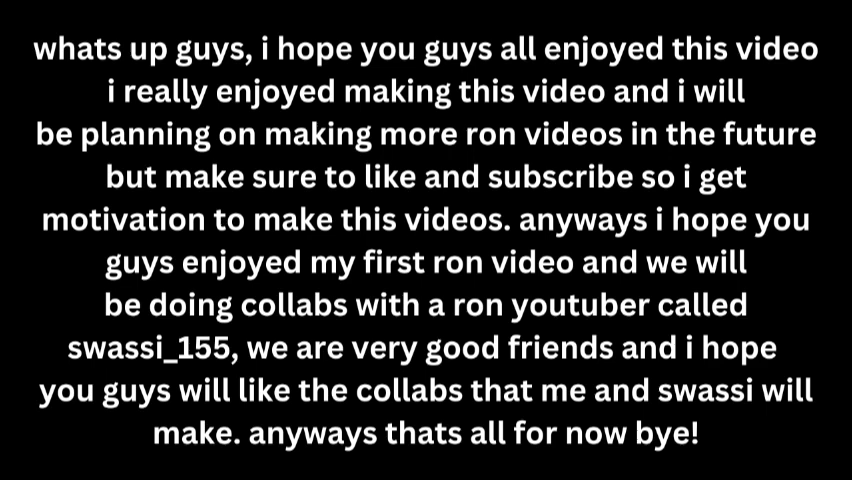 whats up guys, i hope you guys all enjoyed this video
i really enjoyed making this video and i will
be planning on making more ron videos in the future
but make sure to like and subscribe so i get
motivation to make this videos. anyways i hope you
guys enjoyed my first ron video and we will
be doing collabs with a ron youtuber called
swassi_155, we are very good friends and i hope
you guys will like the collabs that me and swassi will
make. anyways thats all for now bye!